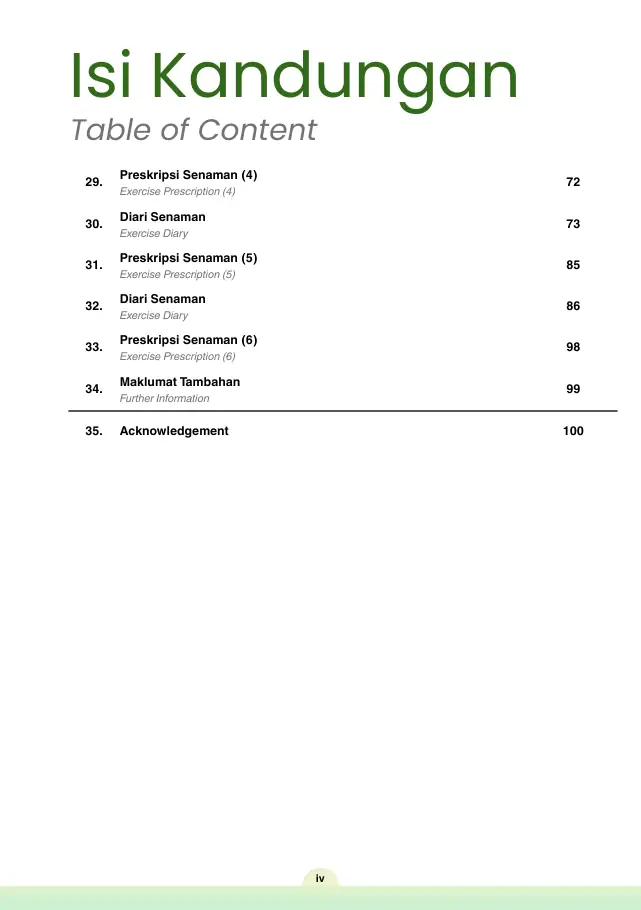 Isi Kandungan
Table of Content
29. Preskripsi Senaman (4) 72
Exercise Prescription (4)
30. Diari Senaman 73
Exercise Diary
31. Preskripsi Senaman (5) 85
Exercise Prescription (5)
32. Diari Senaman 86
Exercise Diary
33. Preskripsi Senaman (6) 98
Exercise Prescription (6)
34. Maklumat Tambahan 99
Further Information
35. Acknowledgement 100
iv